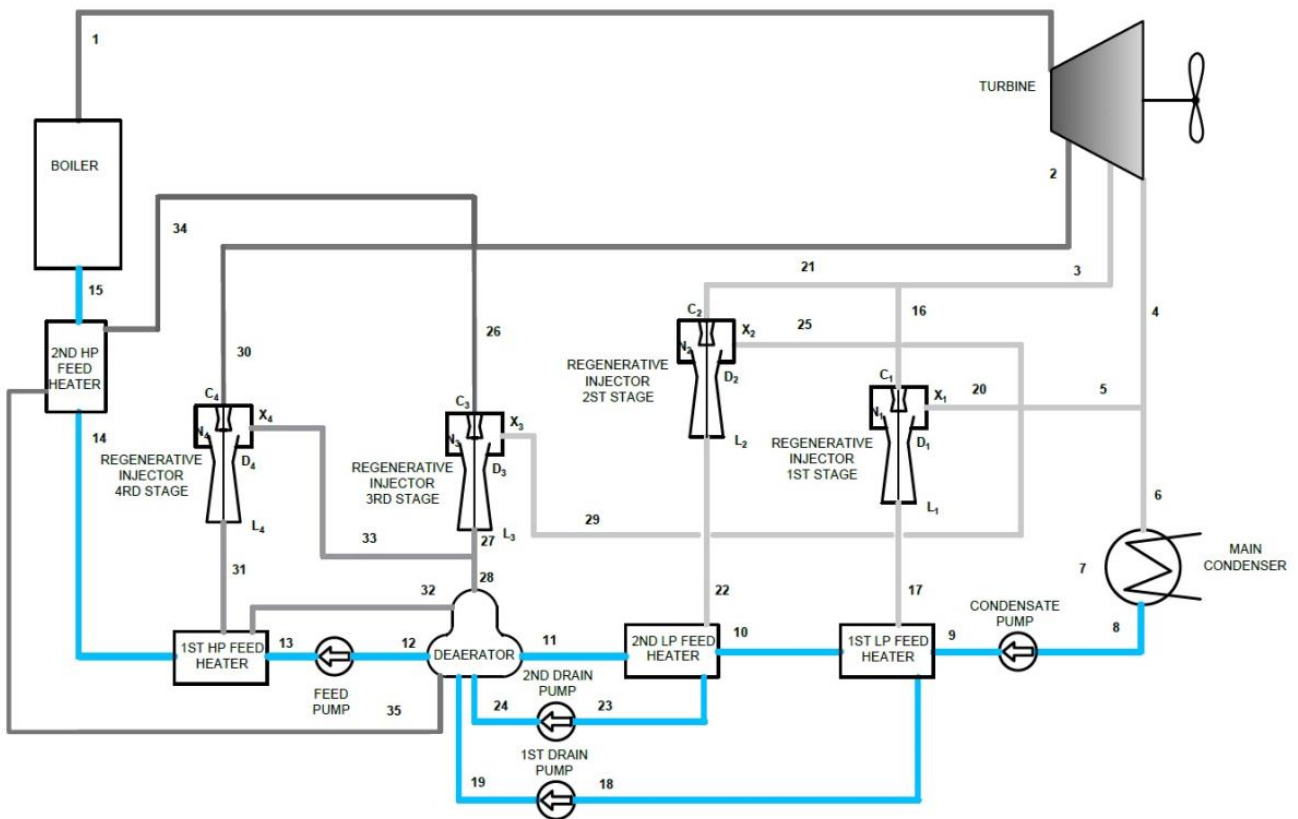 1
TURBINE
BOILER
2
34
15
21
3
16
4
C2
X2
25
2ND HP
FEED
HEATER
30
26
N2
D2
REGENERATIVE
INJECTOR
2ST STAGE
C1
X1
20
5
C4
X4
C3
X3
N1
D1
14
N4
D4
N3
D3
L2
REGENERATIVE
INJECTOR
1ST STAGE
REGENERATIVE
INJECTOR
4RD STAGE
REGENERATIVE
INJECTOR
3RD STAGE
6
L1
L4
L3
29
27
33
MAIN
CONDENSER
7
31
28
32
22
17
CONDENSATE
PUMP
8
1ST HP FEED
HEATER
13
12
DEAERATOR
11
2ND LP FEED
HEATER
10
1ST LP FEED
HEATER
9
FEED
PUMP
2ND DRAIN
PUMP
35
24
23
1ST DRAIN
PUMP
19
18